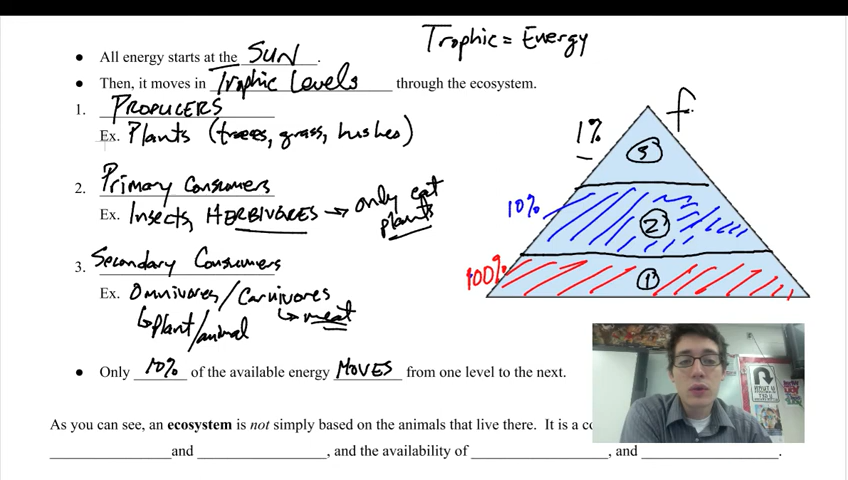 Trophic = Energy
• All energy starts at the SUN.
• Then, it moves in Trophic Levels through the ecosystem.
1. PRODUCERS
Ex. Plants (trees, grass, bushes)
2. Primary Consumers
Ex. Insects, HERBIVORES → only eat
plants
3. Secondary Consumers
Ex. Omnivores/Carnivores
↳plant/animal ↳meat
f
1%
3
10%
2
100%
1
• Only 10% of the available energy MOVES from one level to the next.
As you can see, an ecosystem is not simply based on the animals that live there. It is a
and , and the availability of , and .